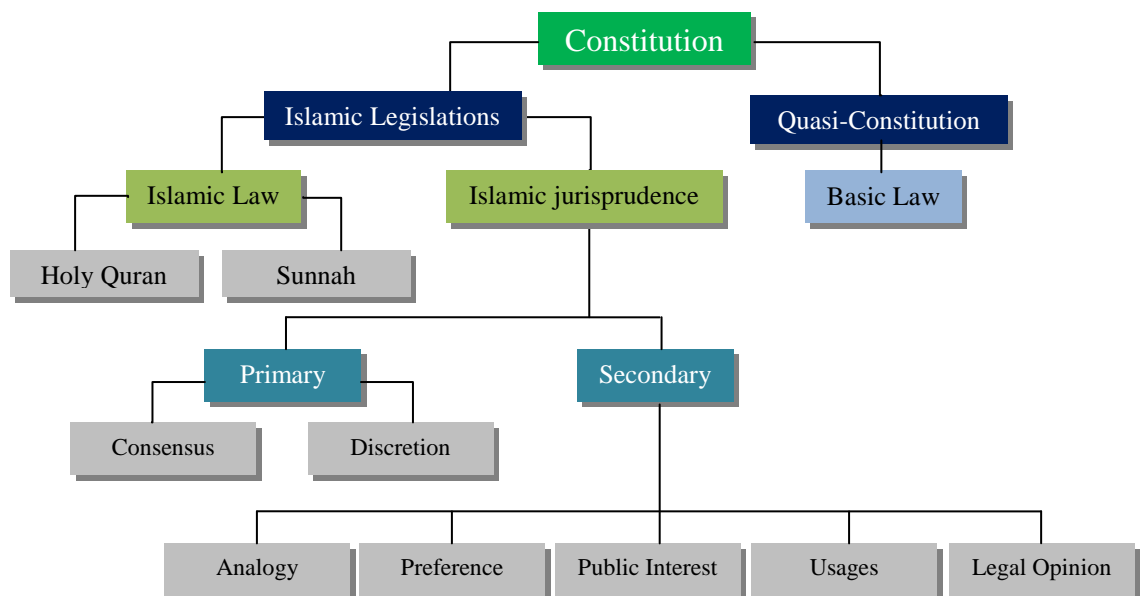 Constitution
Islamic Legislations
Quasi-Constitution
Islamic Law
Islamic jurisprudence
Basic Law
Holy Quran
Sunnah
Primary
Secondary
Consensus
Discretion
Analogy
Preference
Public Interest
Usages
Legal Opinion